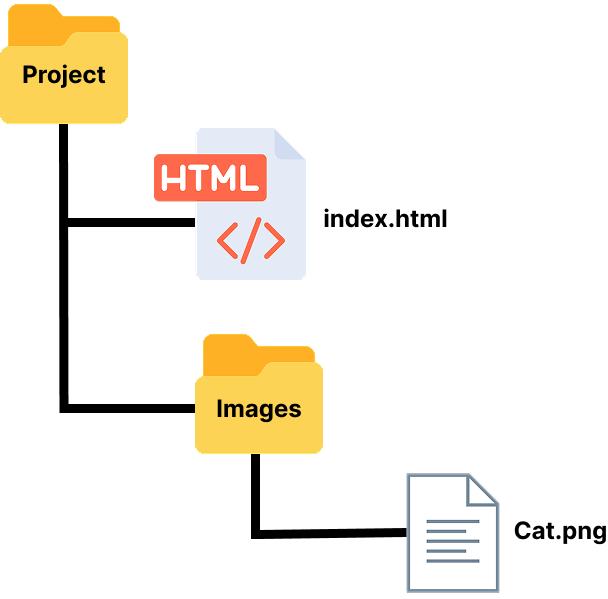 Project
HTML
</>
index.html
Images
Cat.png